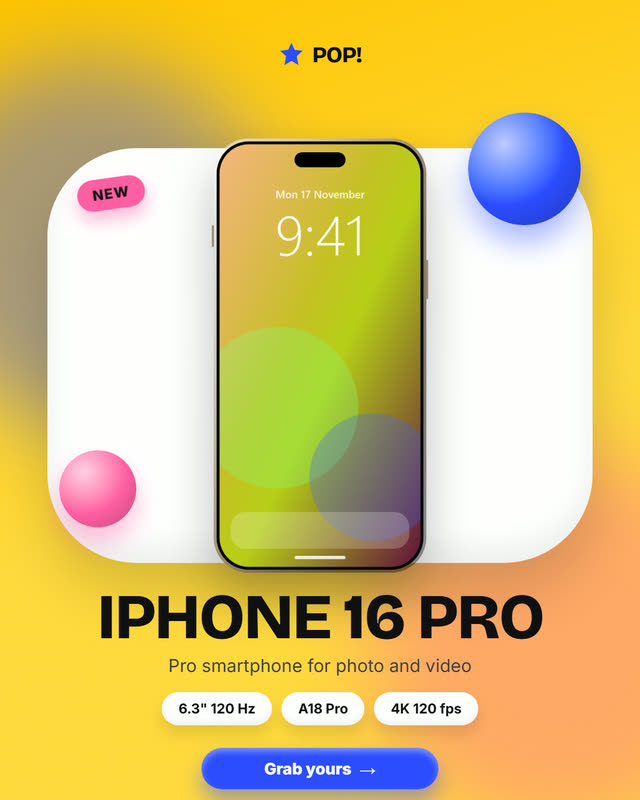 POP!
NEW
Mon 17 November
9:41
IPHONE 16 PRO
Pro smartphone for photo and video
6.3" 120 Hz
A18 Pro
4K 120 fps
Grab yours →